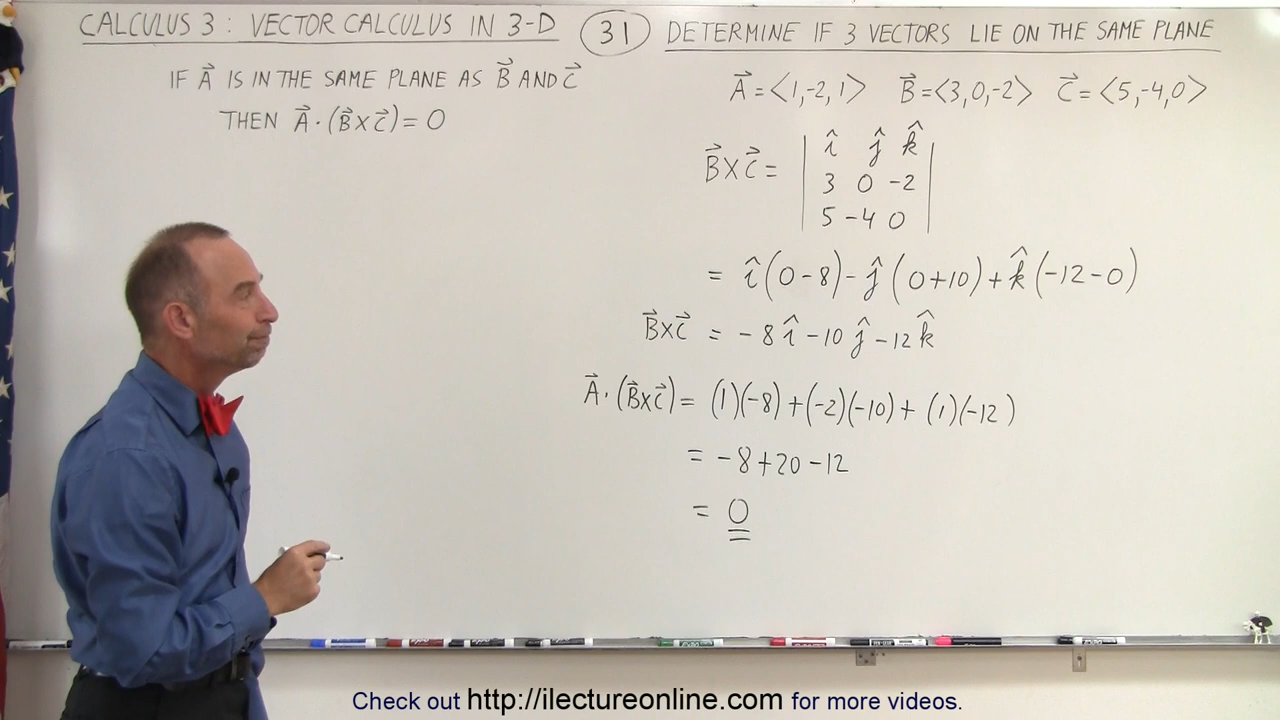 CALCULUS 3 : VECTOR CALCULUS IN 3-D (31) DETERMINE IF 3 VECTORS LIE ON THE SAME PLANE
IF A⃗ IS IN THE SAME PLANE AS B⃗ AND C⃗
THEN A⃗ · (B⃗ x C⃗) = 0
A⃗ = <1, -2, 1> B⃗ = <3, 0, -2> C⃗ = <5, -4, 0>
B⃗ x C⃗ = | î ĵ k̂ |
| 3 0 -2 |
| 5 -4 0 |
= î (0 - 8) - ĵ (0 + 10) + k̂ (-12 - 0)
B⃗ x C⃗ = - 8 î - 10 ĵ - 12 k̂
A⃗ · (B⃗ x C⃗) = (1)(-8) + (-2)(-10) + (1)(-12)
= -8 + 20 - 12
= 0
Check out http://ilectureonline.com for more videos.